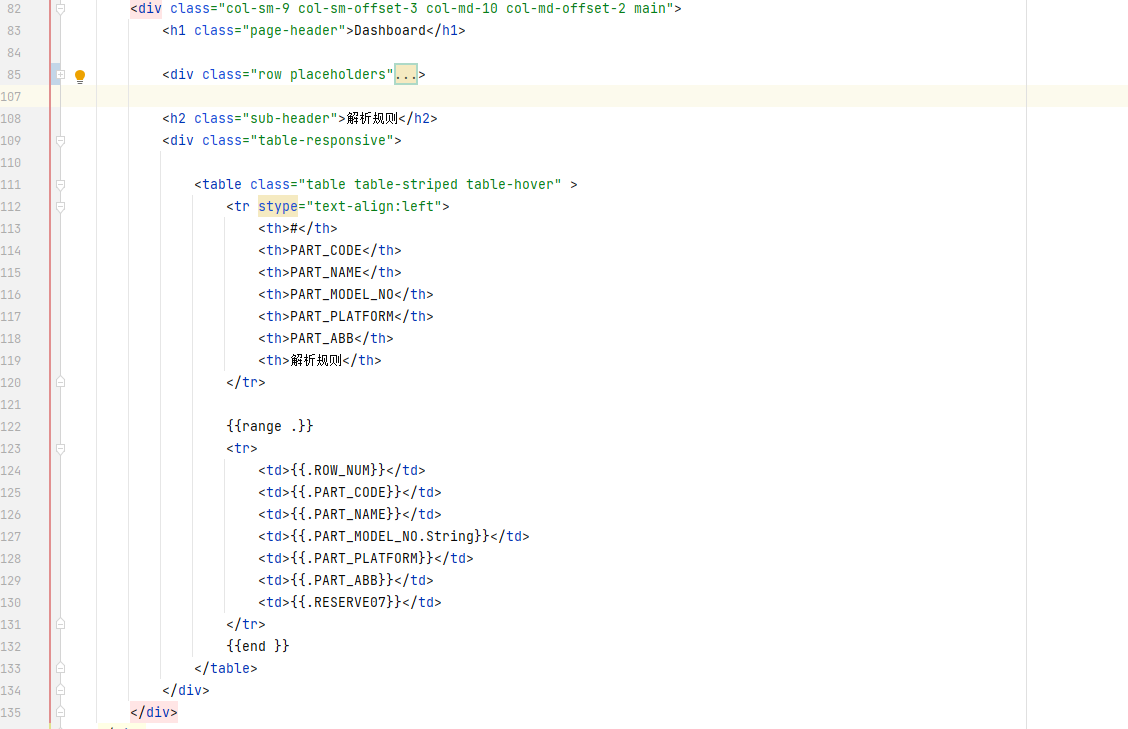 82 <div class="col-sm-9 col-sm-offset-3 col-md-10 col-md-offset-2 main">
83 <h1 class="page-header">Dashboard</h1>
84
85 <div class="row placeholders"...>
107
108 <h2 class="sub-header">解析规则</h2>
109 <div class="table-responsive">
110
111 <table class="table table-striped table-hover" >
112 <tr stype="text-align:left">
113 <th>#</th>
114 <th>PART_CODE</th>
115 <th>PART_NAME</th>
116 <th>PART_MODEL_NO</th>
117 <th>PART_PLATFORM</th>
118 <th>PART_ABB</th>
119 <th>解析规则</th>
120 </tr>
121
122 {{range .}}
123 <tr>
124 <td>{{.ROW_NUM}}</td>
125 <td>{{.PART_CODE}}</td>
126 <td>{{.PART_NAME}}</td>
127 <td>{{.PART_MODEL_NO.String}}</td>
128 <td>{{.PART_PLATFORM}}</td>
129 <td>{{.PART_ABB}}</td>
130 <td>{{.RESERVE07}}</td>
131 </tr>
132 {{end }}
133 </table>
134 </div>
135 </div>